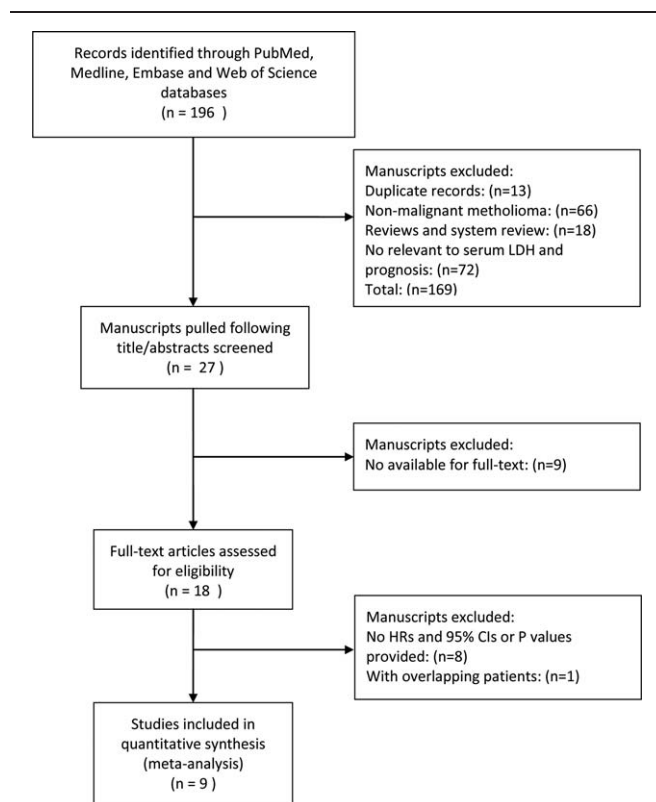 Records identified through PubMed,
Medline, Embase and Web of Science
databases
(n = 196 )
Manuscripts excluded:
Duplicate records: (n=13)
Non-malignant metholioma: (n=66)
Reviews and system review: (n=18)
No relevant to serum LDH and
prognosis: (n=72)
Total: (n=169)
Manuscripts pulled following
title/abstracts screened
(n = 27 )
Manuscripts excluded:
No available for full-text: (n=9)
Full-text articles assessed
for eligibility
(n = 18 )
Manuscripts excluded:
No HRs and 95% CIs or P values
provided: (n=8)
With overlapping patients: (n=1)
Studies included in
quantitative synthesis
(meta-analysis)
(n = 9 )